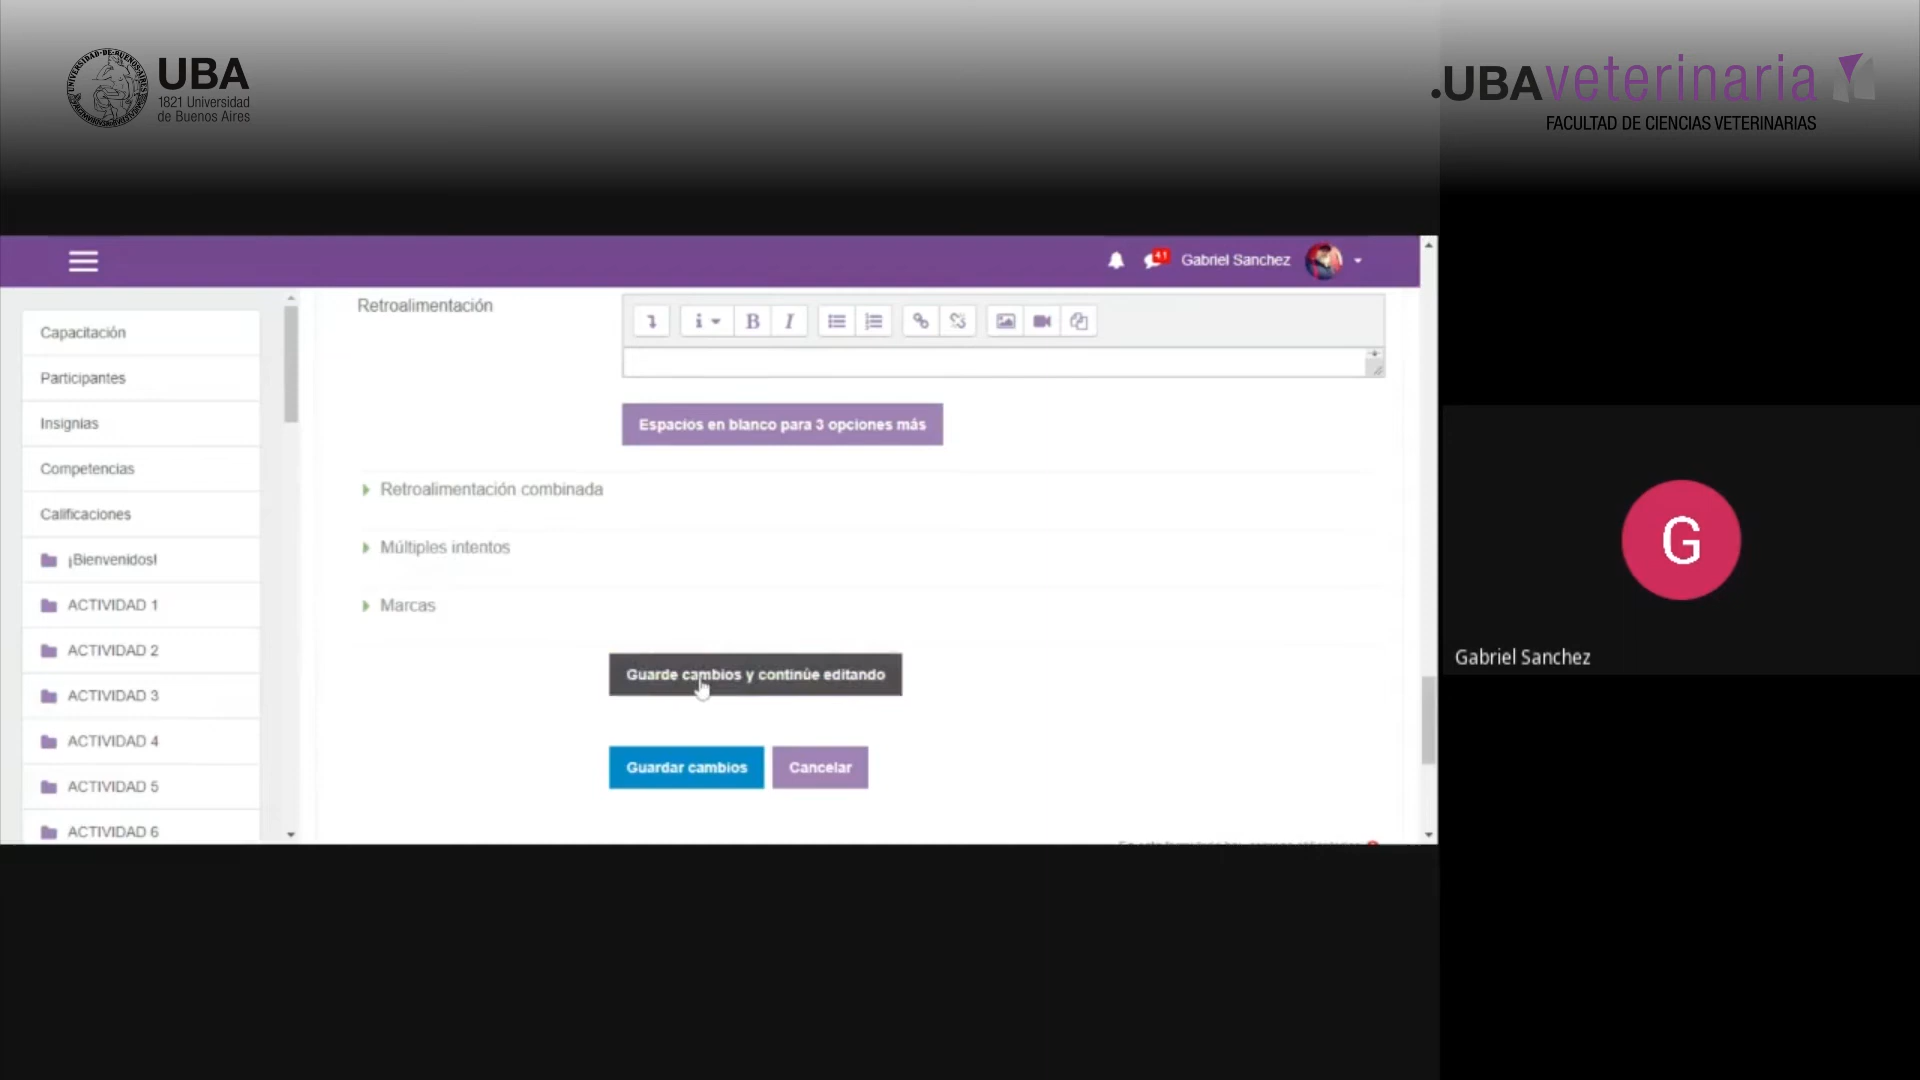 UBA
1821 Universidad
de Buenos Aires
.UBAveterinaria
FACULTAD DE CIENCIAS VETERINARIAS
41
Gabriel Sanchez
Capacitación
Participantes
Insignias
Competencias
Calificaciones
¡Bienvenidos!
ACTIVIDAD 1
ACTIVIDAD 2
ACTIVIDAD 3
ACTIVIDAD 4
ACTIVIDAD 5
ACTIVIDAD 6
Retroalimentación
Espacios en blanco para 3 opciones más
Retroalimentación combinada
Múltiples intentos
Marcas
Guarde cambios y continúe editando
Guardar cambios
Cancelar
G
Gabriel Sanchez